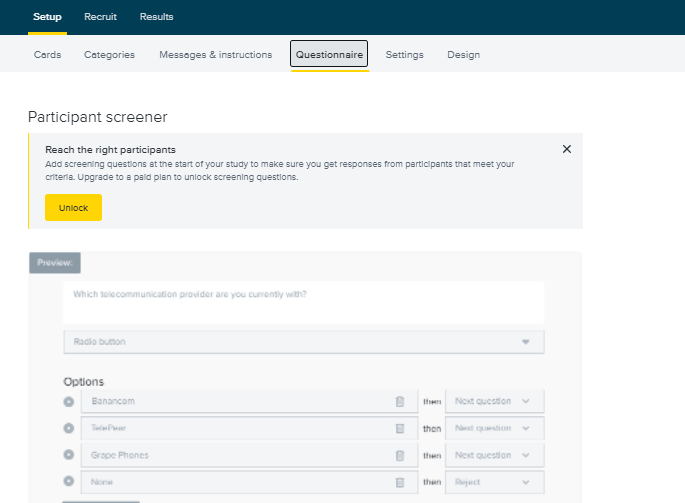 Setup Recruit Results
Cards Categories Messages & instructions Questionnaire Settings Design
Participant screener
Reach the right participants
Add screening questions at the start of your study to make sure you get responses from participants that meet your
criteria. Upgrade to a paid plan to unlock screening questions.
Unlock
Preview:
Which telecommunication provider are you currently with?
Radio button
Options
Banancom then Next question
TelePear then Next question
Grape Phones then Next question
None then Reject